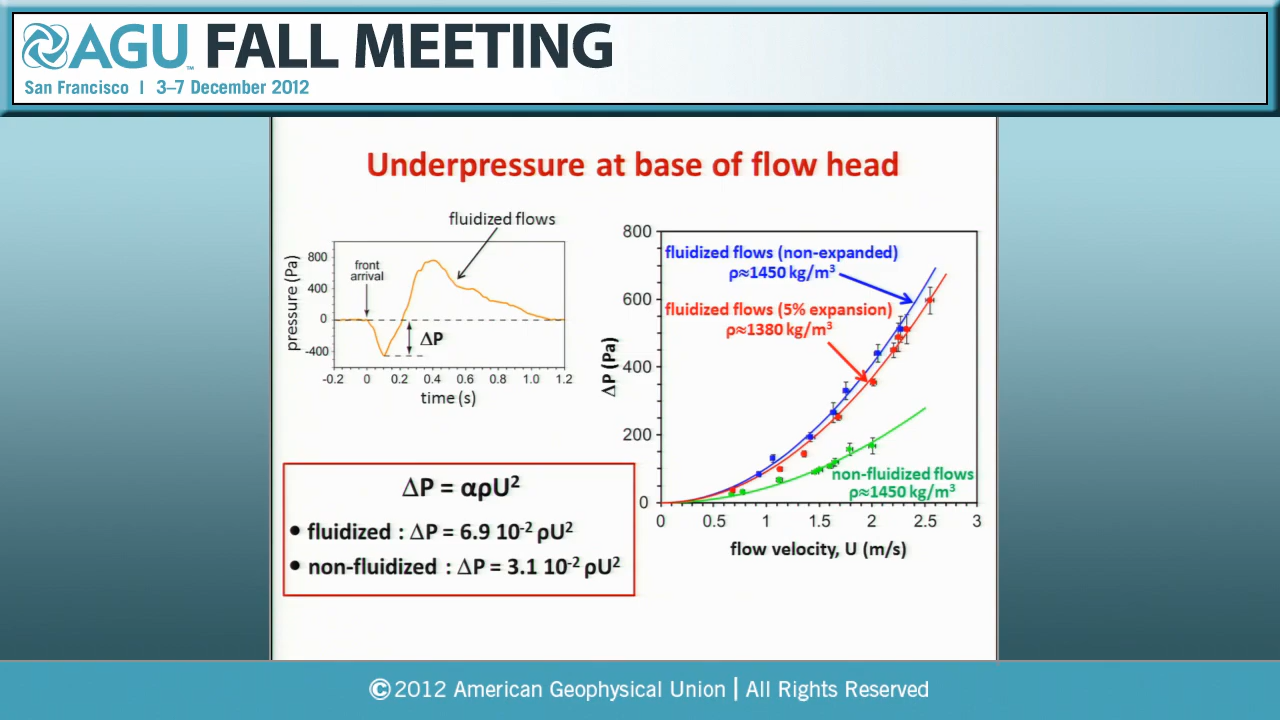 AGU FALL MEETING
San Francisco | 3–7 December 2012
Underpressure at base of flow head
fluidized flows
front
arrival
ΔP
pressure (Pa)
800
400
0
-400
-0.2 0 0.2 0.4 0.6 0.8 1.0 1.2
time (s)
ΔP = αρU²
• fluidized : ΔP = 6.9 10⁻² ρU²
• non-fluidized : ΔP = 3.1 10⁻² ρU²
800
600
400
200
0
ΔP (Pa)
fluidized flows (non-expanded)
ρ≈1450 kg/m³
fluidized flows (5% expansion)
ρ≈1380 kg/m³
non-fluidized flows
ρ≈1450 kg/m³
0 0.5 1 1.5 2 2.5 3
flow velocity, U (m/s)
©2012 American Geophysical Union | All Rights Reserved